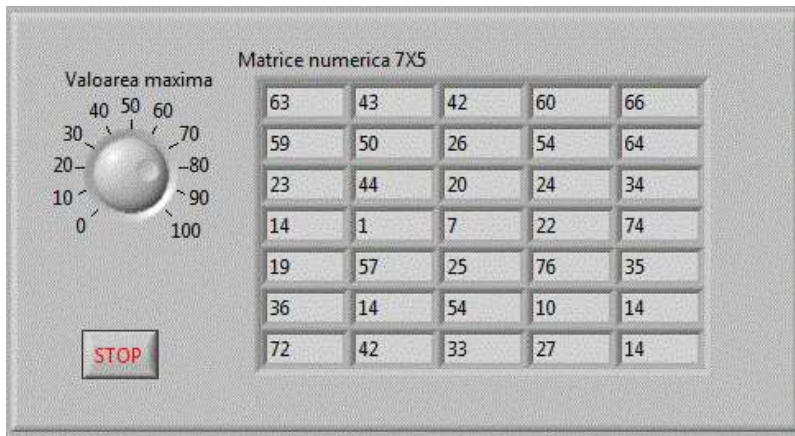 Matrice numerica 7X5
Valoarea maxima
0 10 20 30 40 50 60 70 80 90 100
63 43 42 60 66
59 50 26 54 64
23 44 20 24 34
14 1 7 22 74
19 57 25 76 35
36 14 54 10 14
72 42 33 27 14
STOP